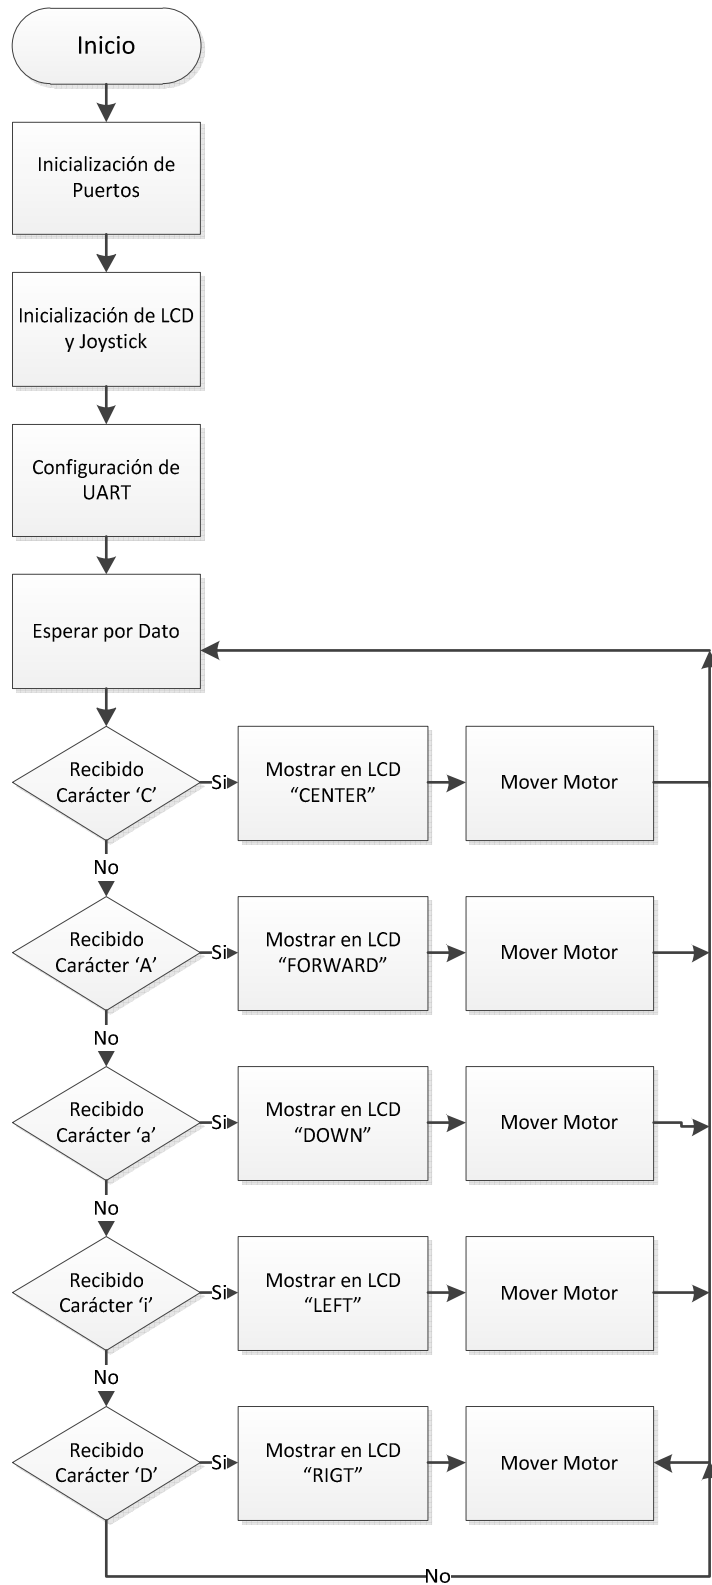 Inicio
Inicialización de
Puertos
Inicialización de LCD
y Joystick
Configuración de
UART
Esperar por Dato
Recibido
Carácter ‘C’
Si
Mostrar en LCD
“CENTER”
Mover Motor
No
Recibido
Carácter ‘A’
Si
Mostrar en LCD
“FORWARD”
Mover Motor
No
Recibido
Carácter ‘a’
Si
Mostrar en LCD
“DOWN”
Mover Motor
No
Recibido
Carácter ‘i’
Si
Mostrar en LCD
“LEFT”
Mover Motor
No
Recibido
Carácter ‘D’
Si
Mostrar en LCD
“RIGT”
Mover Motor
No